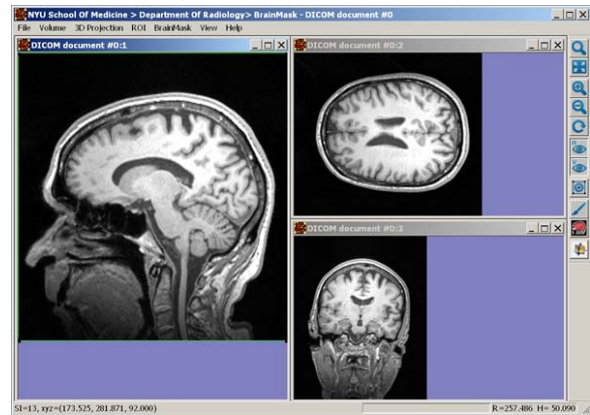 NYU School Of Medicine > Department Of Radiology> BrainMask - DICOM document #0
File Volume 3D Projection ROI BrainMask View Help
DICOM document #0:1
DICOM document #0:2
DICOM document #0:3
SI=13, xyz=(173.525, 281.871, 92.000)
R=257.486 H= 50.090